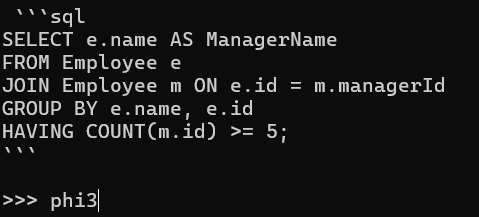 ```sql
SELECT e.name AS ManagerName
FROM Employee e
JOIN Employee m ON e.id = m.managerId
GROUP BY e.name, e.id
HAVING COUNT(m.id) >= 5;
```
>>> phi3